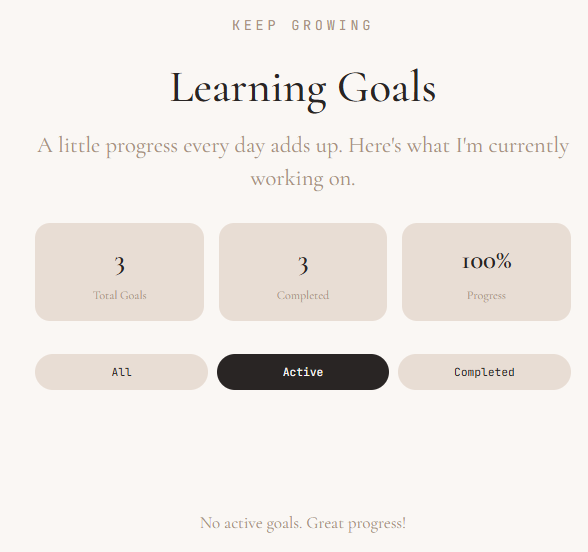 KEEP GROWING
Learning Goals
A little progress every day adds up. Here's what I'm currently
working on.
3
Total Goals
3
Completed
100%
Progress
All
Active
Completed
No active goals. Great progress!